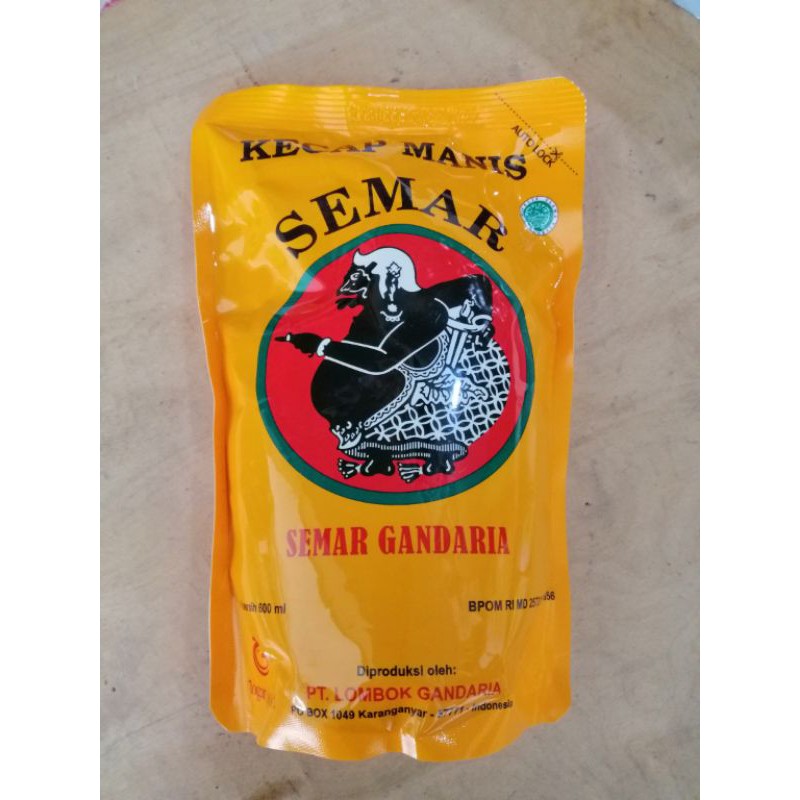 AUTO LOCK
KECAP MANIS
SEMAR
SEMAR GANDARIA
600 ml
BPOM RI MD
Diproduksi oleh:
PT. LOMBOK GANDARIA
PO BOX 1049 Karanganyar - 57771 - Indonesia